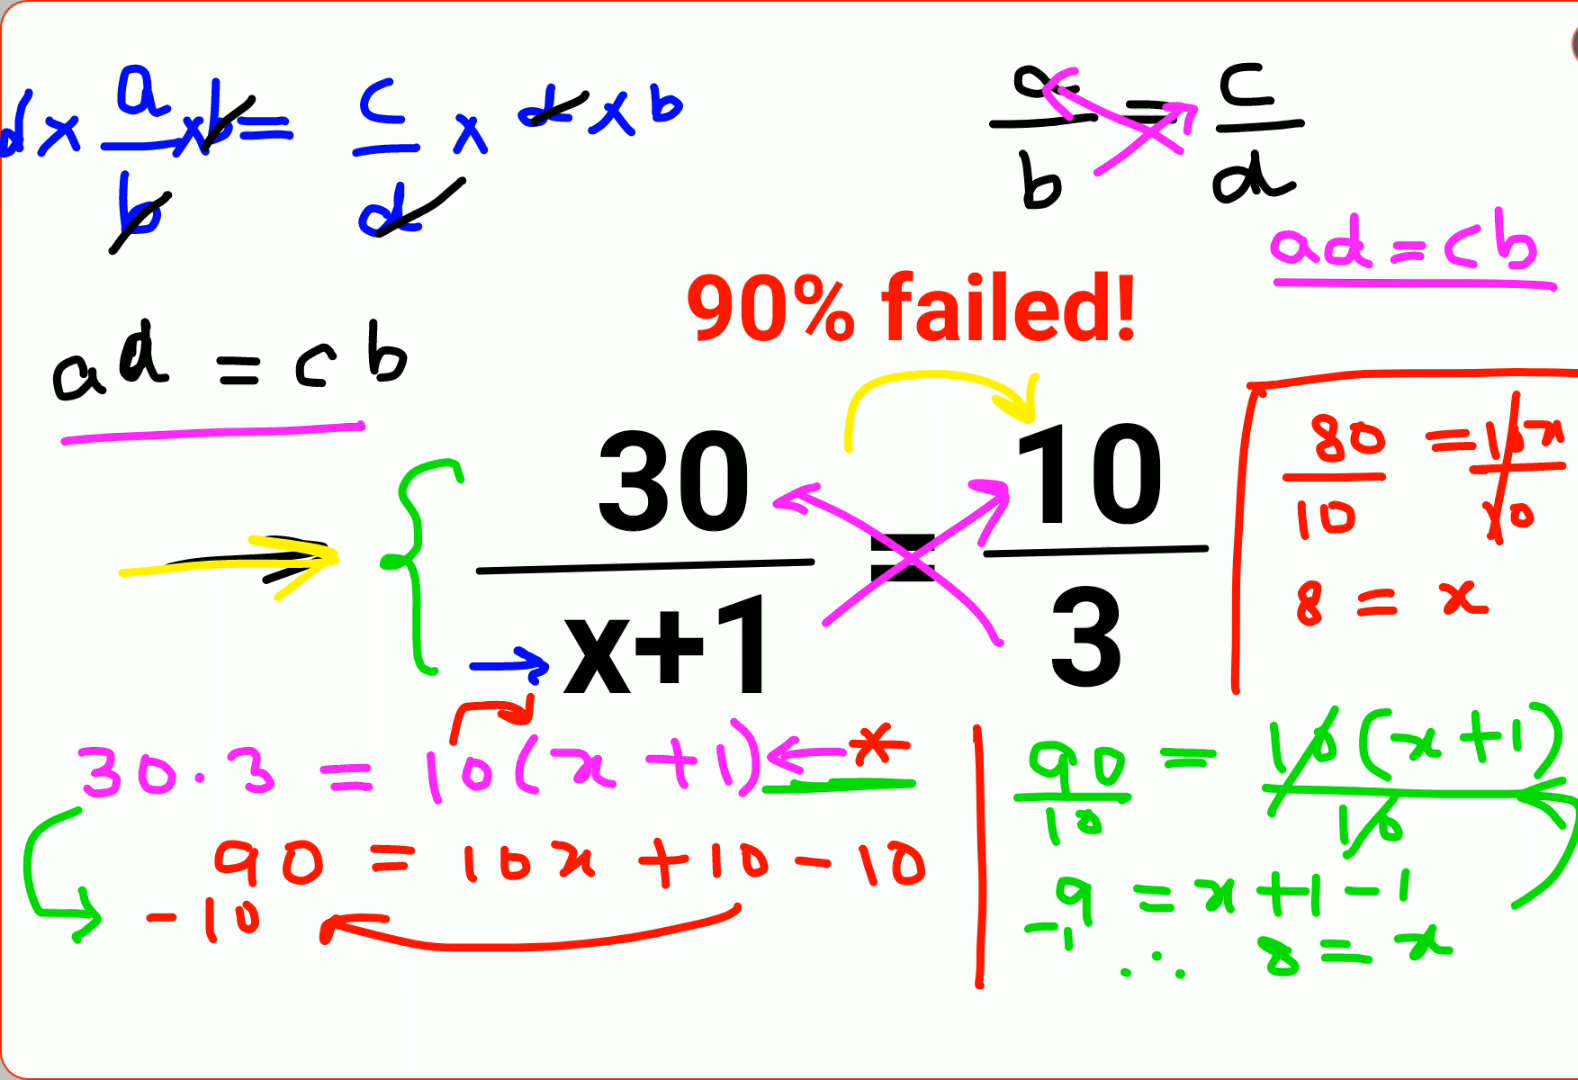 d x a/b x b = c/d x d x b
a/b = c/d
ad = cb
90% failed!
ad = cb
30/x+1 = 10/3
80/10 = 10x/10
8 = x
30·3 = 10(x+1) *
90 = 10x + 10 - 10
-10
90/10 = 10(x+1)/10
9 = x + 1 - 1
-1
∴ 8 = x